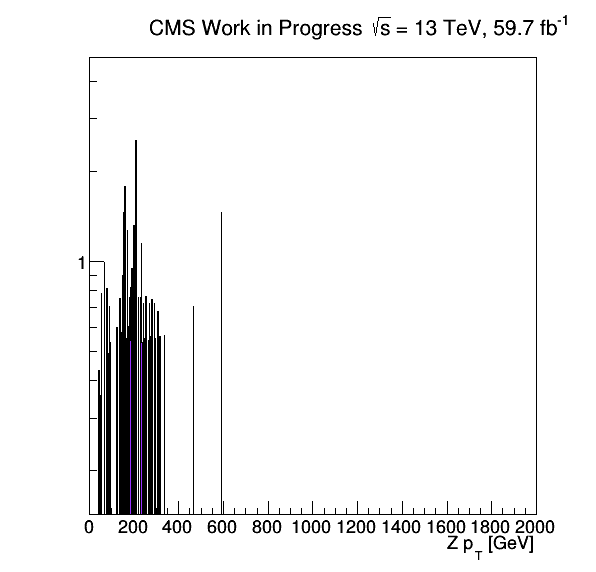 CMS Work in Progress √s = 13 TeV, 59.7 fb⁻¹
1
0 200 400 600 800 1000 1200 1400 1600 1800 2000
Z p_T [GeV]